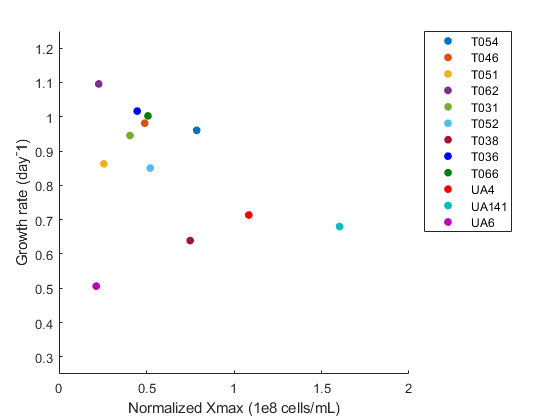 1.2
1.1
1
0.9
0.8
0.7
0.6
0.5
0.4
0.3
Growth rate (day-1)
0
0.5
1
1.5
2
Normalized Xmax (1e8 cells/mL)
T054
T046
T051
T062
T031
T052
T038
T036
T066
UA4
UA141
UA6